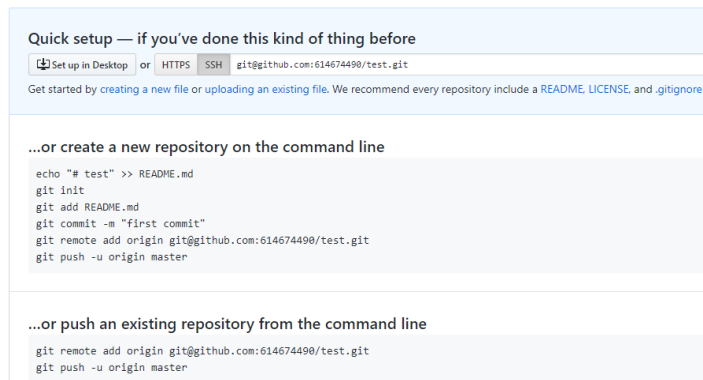 Quick setup — if you've done this kind of thing before
Set up in Desktop or HTTPS SSH git@github.com:614674490/test.git
Get started by creating a new file or uploading an existing file. We recommend every repository include a README, LICENSE, and .gitignore
...or create a new repository on the command line
echo "# test" >> README.md
git init
git add README.md
git commit -m "first commit"
git remote add origin git@github.com:614674490/test.git
git push -u origin master
...or push an existing repository from the command line
git remote add origin git@github.com:614674490/test.git
git push -u origin master